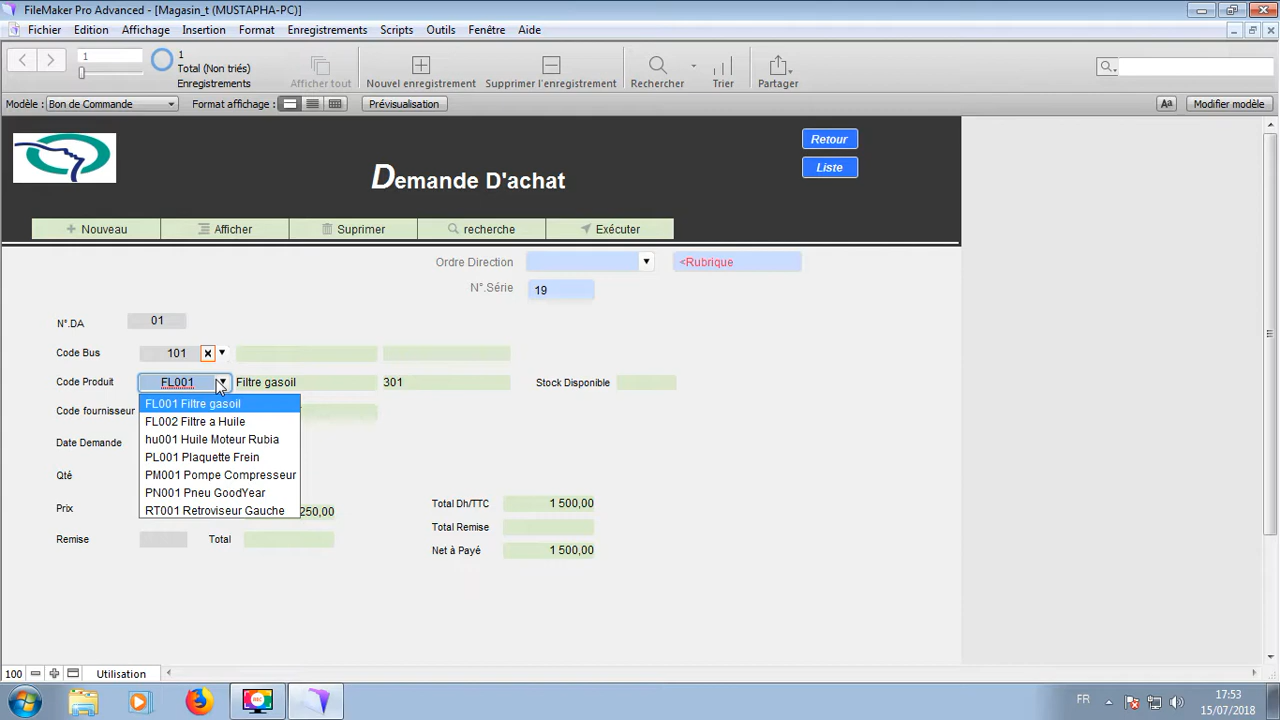 FileMaker Pro Advanced - [Magasin_t (MUSTAPHA-PC)]
Fichier Edition Affichage Insertion Format Enregistrements Scripts Outils Fenêtre Aide
1
1
Total (Non triés)
Enregistrements
Afficher tout
Nouvel enregistrement
Supprimer l'enregistrement
Rechercher
Trier
Partager
Modèle: Bon de Commande Format affichage: Prévisualisation Aa Modifier modèle
Retour
Liste
Demande D'achat
Nouveau Afficher Suprimer recherche Exécuter
Ordre Direction <Rubrique
N°.Série 19
N°.DA 01
Code Bus 101
Code Produit FL001 Filtre gasoil 301 Stock Disponible
FL001 Filtre gasoil
FL002 Filtre a Huile
hu001 Huile Moteur Rubia
PL001 Plaquette Frein
PM001 Pompe Compresseur
PN001 Pneu GoodYear
RT001 Retroviseur Gauche
Code fournisseur
Date Demande
Qté
Prix 250,00
Remise Total
Total Dh/TTC 1 500,00
Total Remise
Net à Payé 1 500,00
100 Utilisation
FR 17:53
15/07/2018